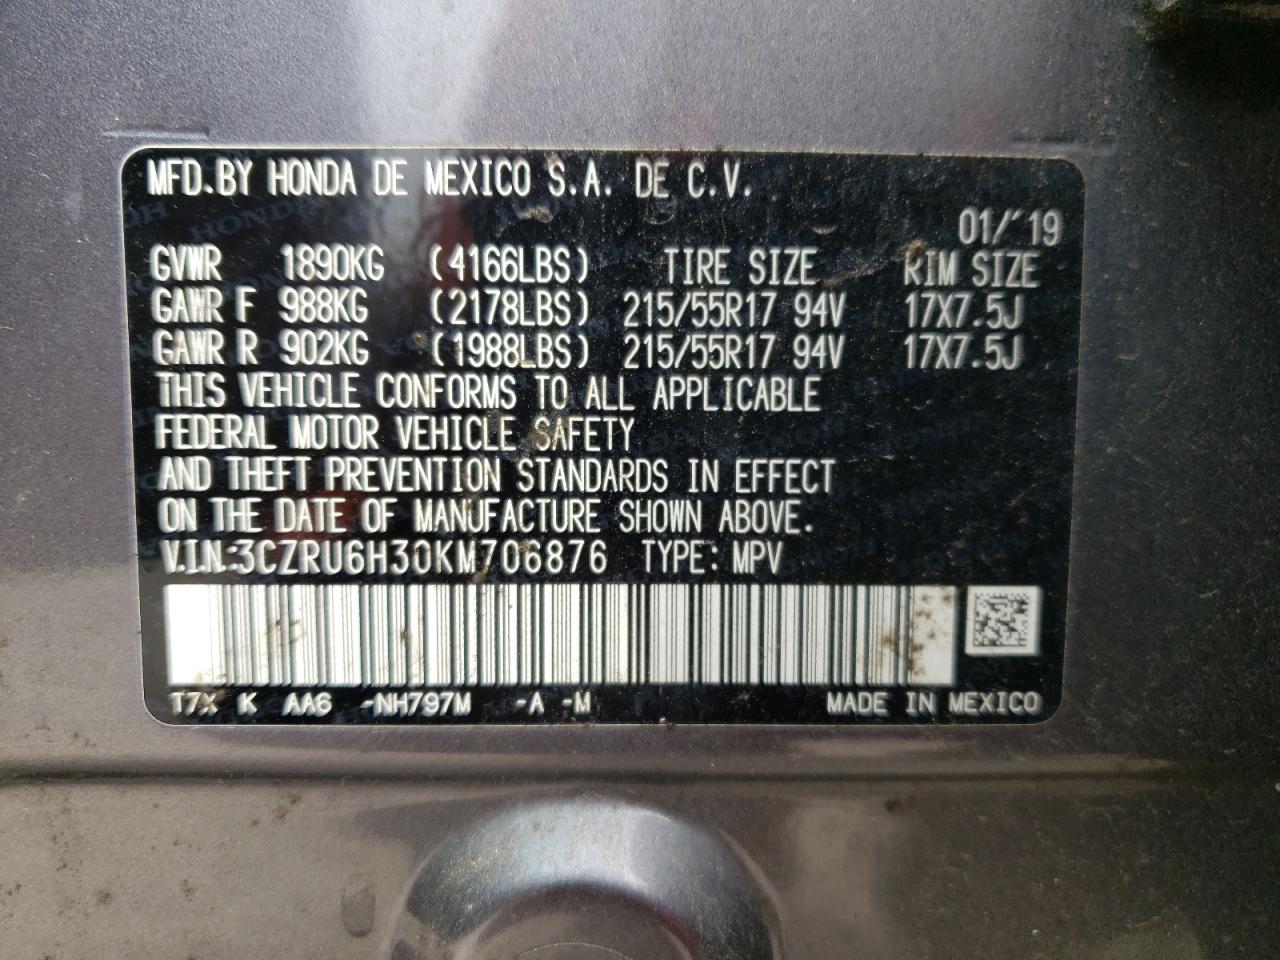 MFD.BY HONDA DE MEXICO S.A. DE C.V.
01/'19
GVWR 1890KG (4166LBS) TIRE SIZE RIM SIZE
GAWR F 988KG (2178LBS) 215/55R17 94V 17X7.5J
GAWR R 902KG (1988LBS) 215/55R17 94V 17X7.5J
THIS VEHICLE CONFORMS TO ALL APPLICABLE
FEDERAL MOTOR VEHICLE SAFETY
AND THEFT PREVENTION STANDARDS IN EFFECT
ON THE DATE OF MANUFACTURE SHOWN ABOVE.
V.I.N.:3CZRU6H30KM706876 TYPE: MPV
T7X K AA6 -NH797M -A -M MADE IN MEXICO